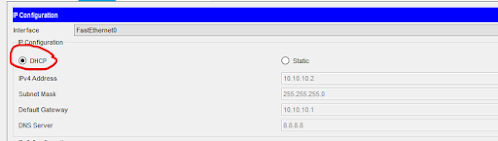 IP Configuration
Interface FastEthernet0
IP Configuration
DHCP Static
IPv4 Address 10.10.10.2
Subnet Mask 255.255.255.0
Default Gateway 10.10.10.1
DNS Server 8.8.8.8